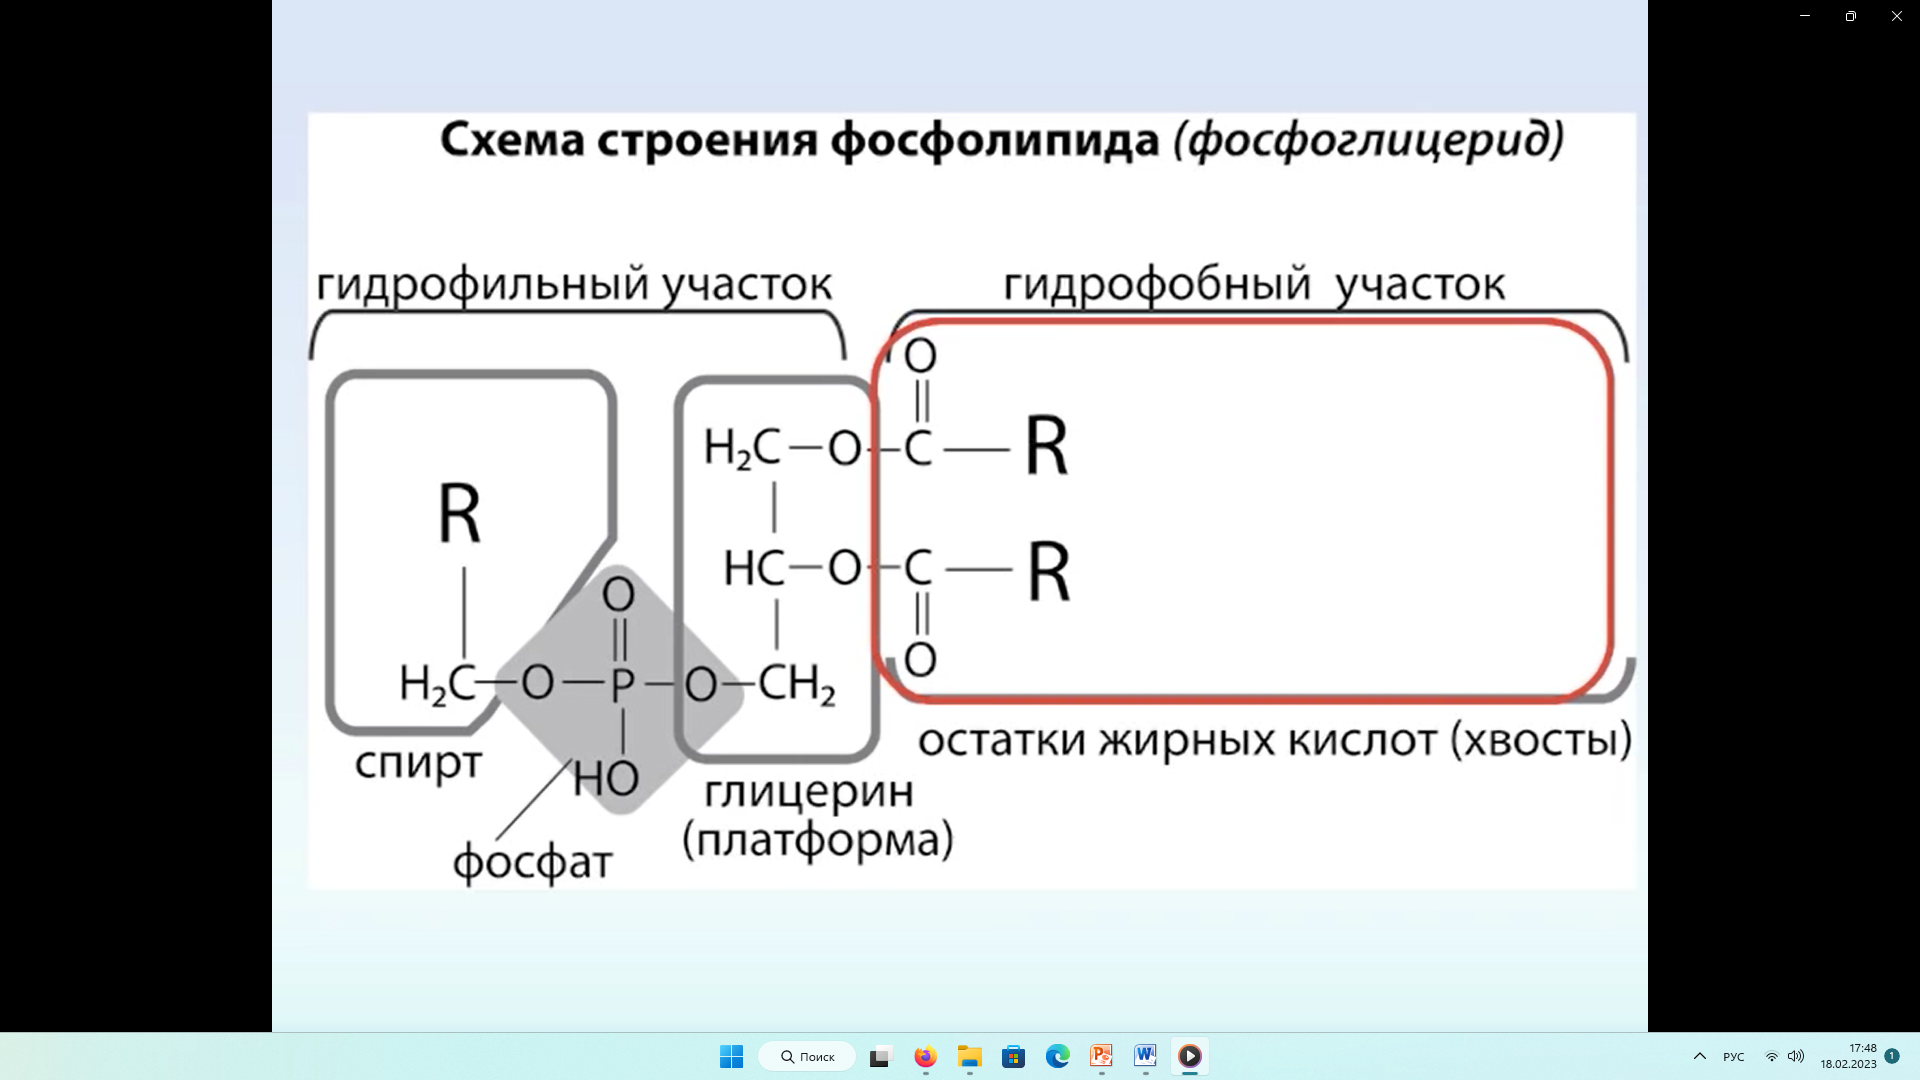 Схема строения фосфолипида (фосфоглицерид)
гидрофильный участок
гидрофобный участок
O
H₂C—O—C—R
R
HC—O—C—R
O
O
H₂C—O—P—O—CH₂
HO
спирт
остатки жирных кислот (хвосты)
глицерин
(платформа)
фосфат
Поиск
РУС
17:48
18.02.2023
1